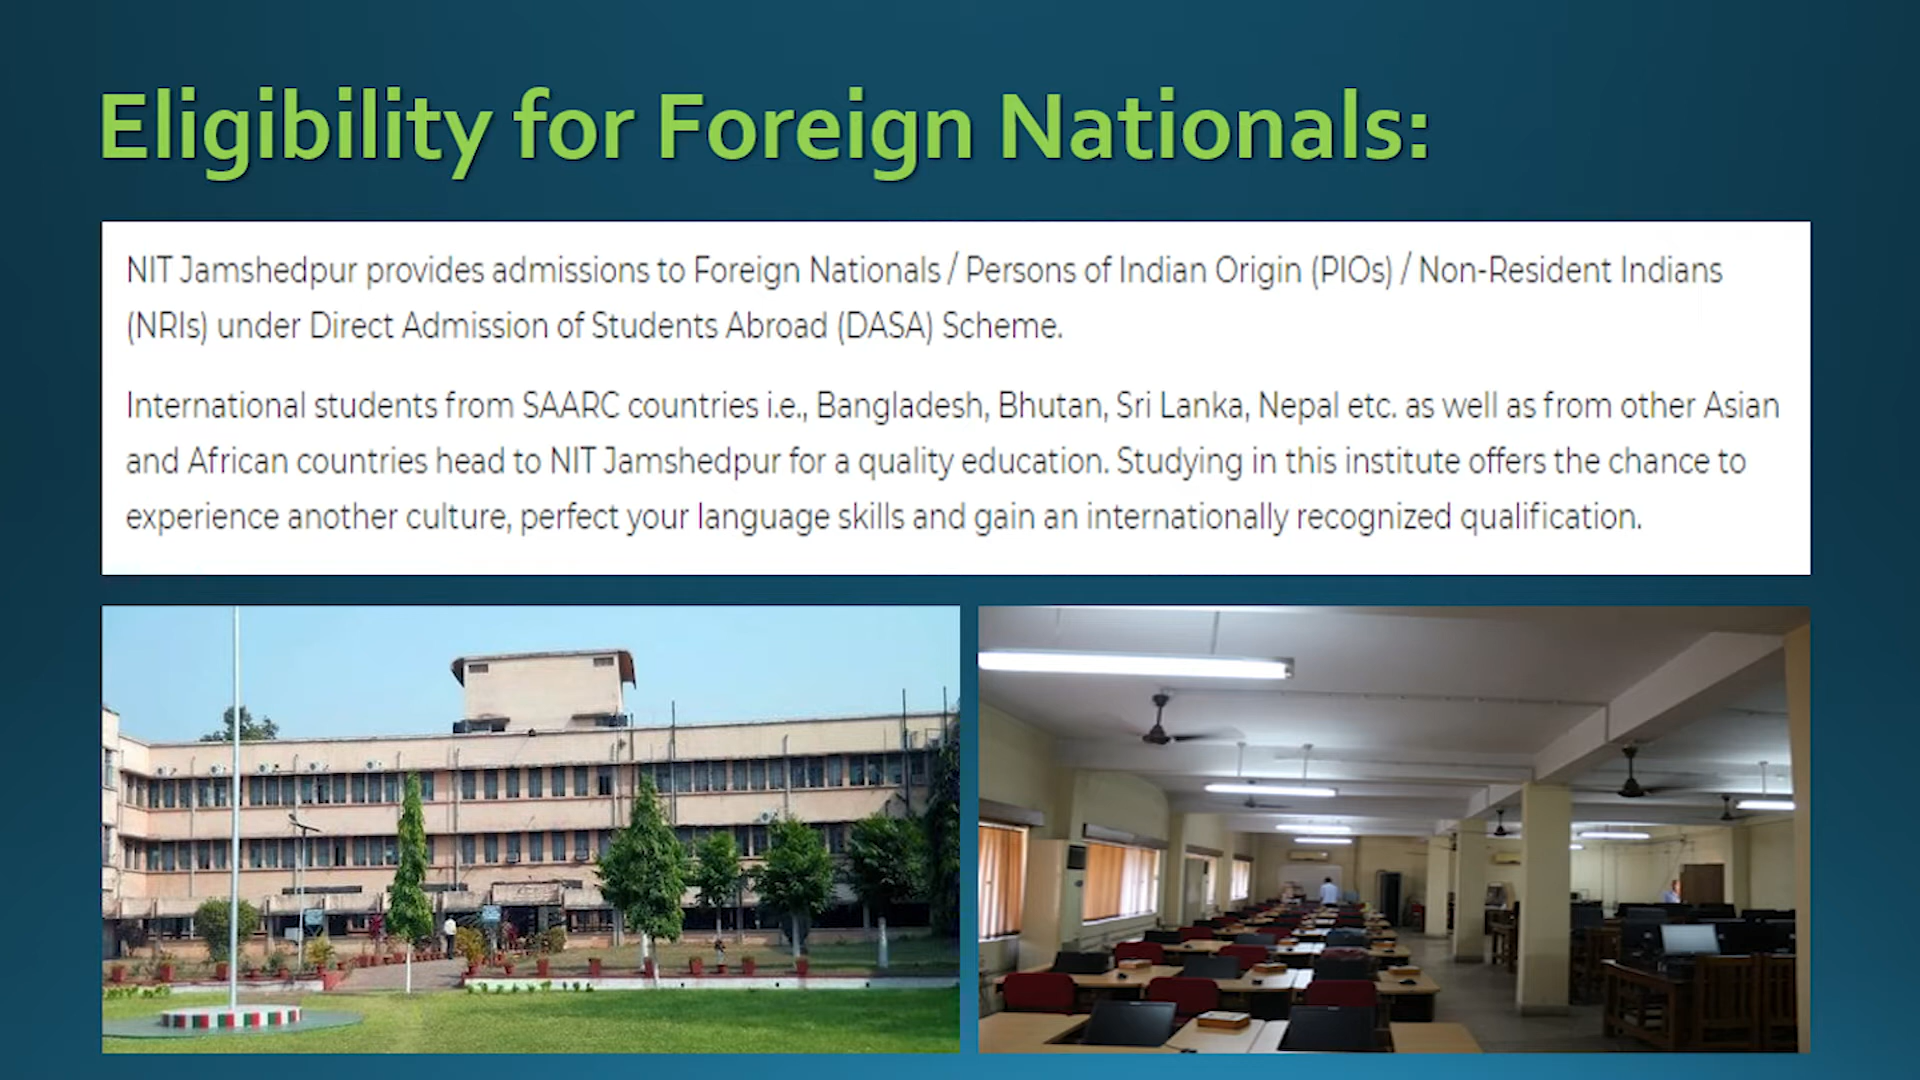 Eligibility for Foreign Nationals:
NIT Jamshedpur provides admissions to Foreign Nationals / Persons of Indian Origin (PIOs) / Non-Resident Indians
(NRIs) under Direct Admission of Students Abroad (DASA) Scheme.
International students from SAARC countries i.e., Bangladesh, Bhutan, Sri Lanka, Nepal etc. as well as from other Asian
and African countries head to NIT Jamshedpur for a quality education. Studying in this institute offers the chance to
experience another culture, perfect your language skills and gain an internationally recognized qualification.